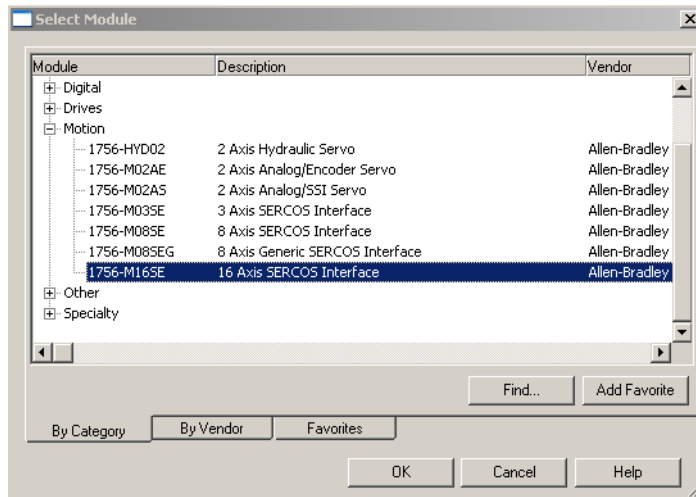 Select Module
Module Description Vendor
Digital
Drives
Motion
1756-HYD02 2 Axis Hydraulic Servo Allen-Bradley
1756-M02AE 2 Axis Analog/Encoder Servo Allen-Bradley
1756-M02AS 2 Axis Analog/SSI Servo Allen-Bradley
1756-M03SE 3 Axis SERCOS Interface Allen-Bradley
1756-M08SE 8 Axis SERCOS Interface Allen-Bradley
1756-M08SEG 8 Axis Generic SERCOS Interface Allen-Bradley
1756-M16SE 16 Axis SERCOS Interface Allen-Bradley
Other
Specialty
Find... Add Favorite
By Category By Vendor Favorites
OK Cancel Help